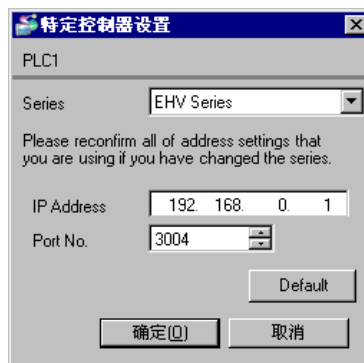 特定控制器设置
PLC1
Series EHV Series
Please reconfirm all of address settings that
you are using if you have changed the series.
IP Address 192. 168. 0. 1
Port No. 3004
Default
确定(O) 取消